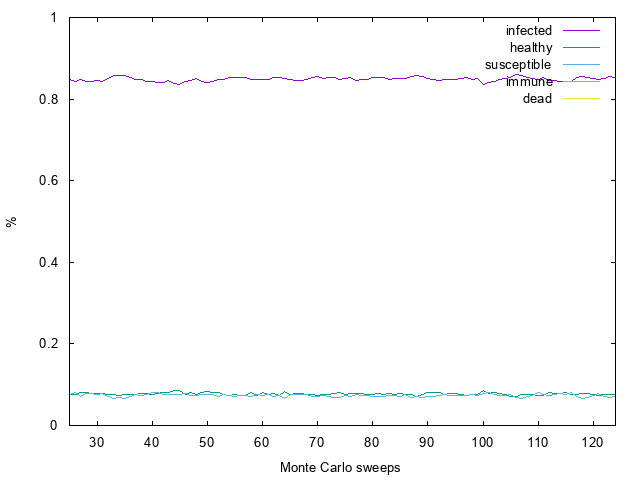 1
infected
healthy
susceptible
immune
dead
0.8
0.6
%
0.4
0.2
0
30 40 50 60 70 80 90 100 110 120
Monte Carlo sweeps